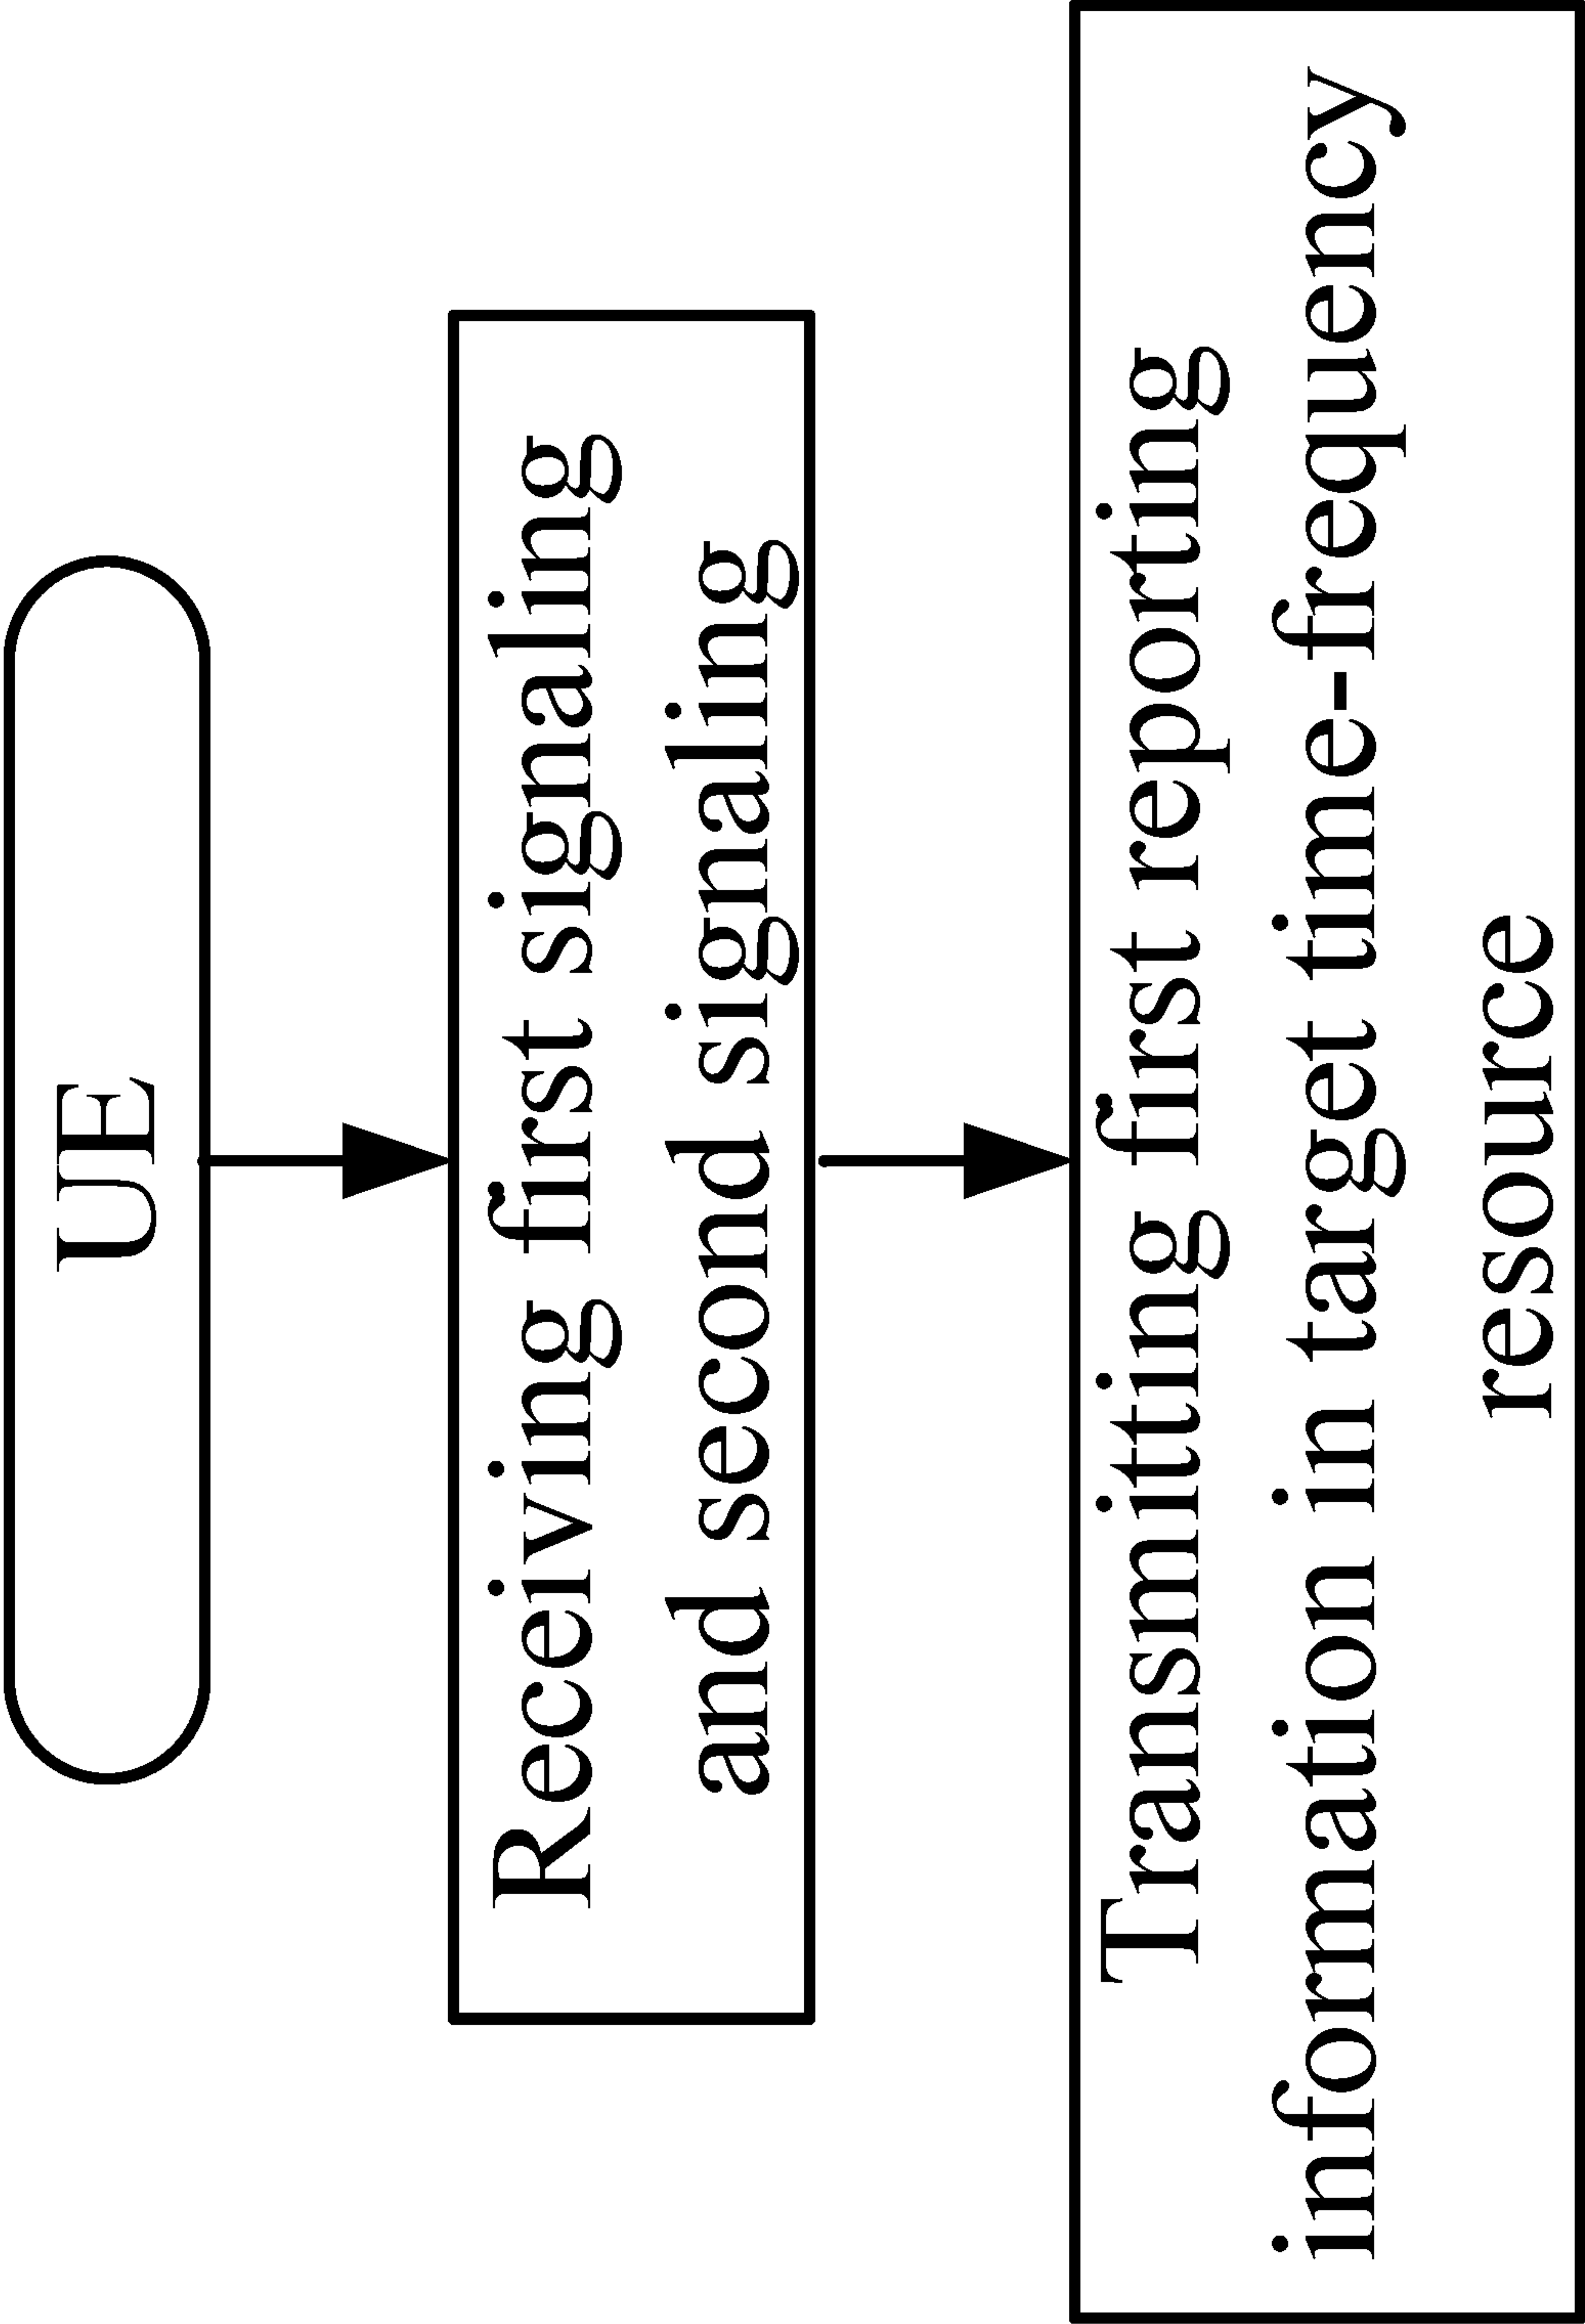 UE
Receiving first signaling
and second signaling
Transmitting first reporting
information in target time-frequency
resource